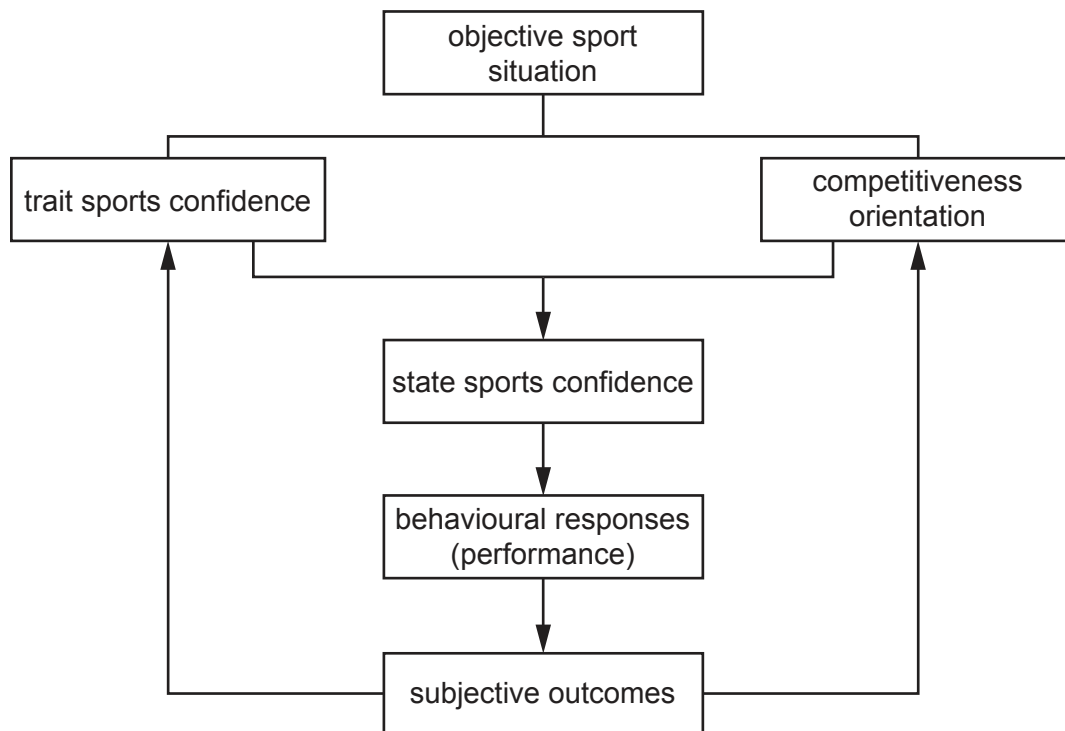 objective sport
situation
trait sports confidence
competitiveness
orientation
state sports confidence
behavioural responses
(performance)
subjective outcomes